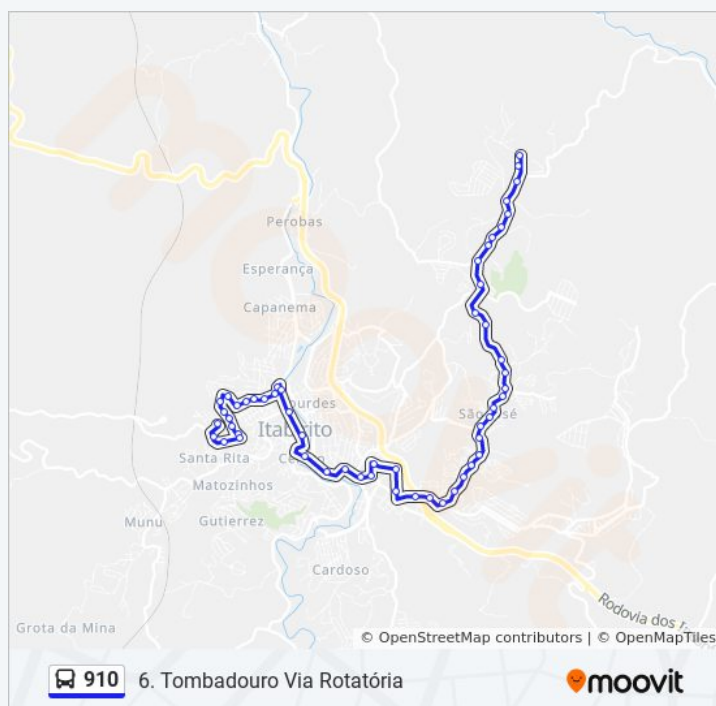 Perobas
Esperança
Capanema
Lourdes
Itabirito
São José
Santa Rita
Matozínhos
Munu
Gutierrez
Cardoso
Rodovia dos
Grota da Mina
© OpenStreetMap contributors | © OpenMapTiles
910 6. Tombadouro Via Rotatória
moovit